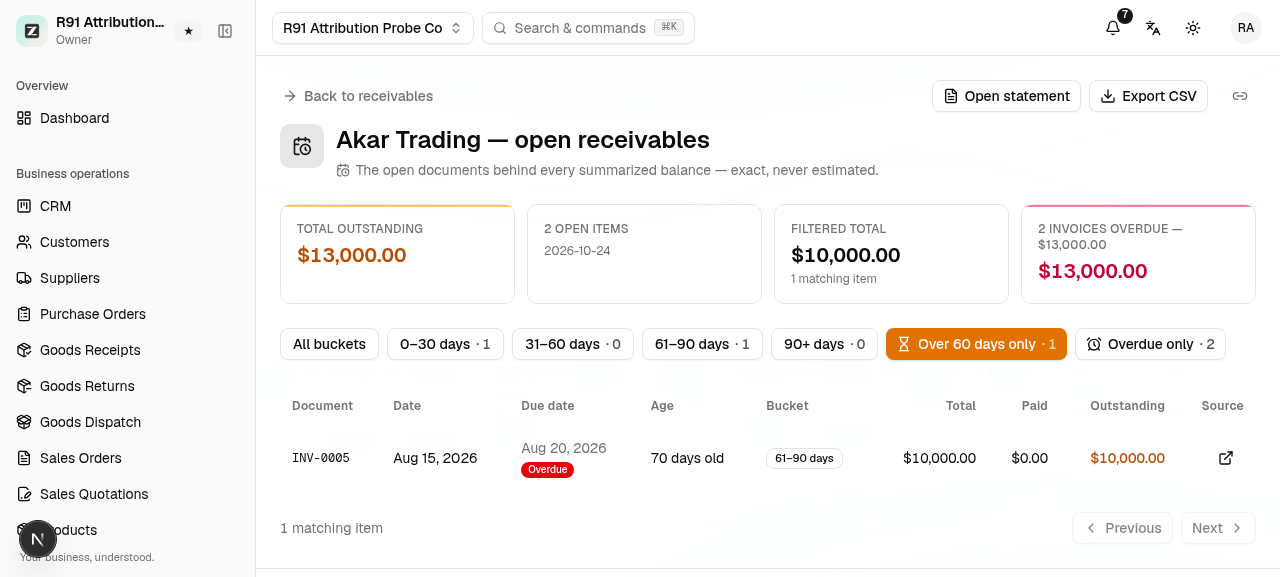 R91 Attribution...
Owner
Overview
Dashboard
Business operations
CRM
Customers
Suppliers
Purchase Orders
Goods Receipts
Goods Returns
Goods Dispatch
Sales Orders
Sales Quotations
oducts
Your business, understood.
R91 Attribution Probe Co
Search & commands ⌘K
7
RA
Back to receivables
Open statement
Export CSV
Akar Trading — open receivables
The open documents behind every summarized balance — exact, never estimated.
TOTAL OUTSTANDING
$13,000.00
2 OPEN ITEMS
2026-10-24
FILTERED TOTAL
$10,000.00
1 matching item
2 INVOICES OVERDUE —
$13,000.00
$13,000.00
All buckets
0–30 days · 1
31–60 days · 0
61–90 days · 1
90+ days · 0
Over 60 days only · 1
Overdue only · 2
Document Date Due date Age Bucket Total Paid Outstanding Source
INV-0005 Aug 15, 2026 Aug 20, 2026 70 days old 61–90 days $10,000.00 $0.00 $10,000.00
Overdue
1 matching item
Previous
Next